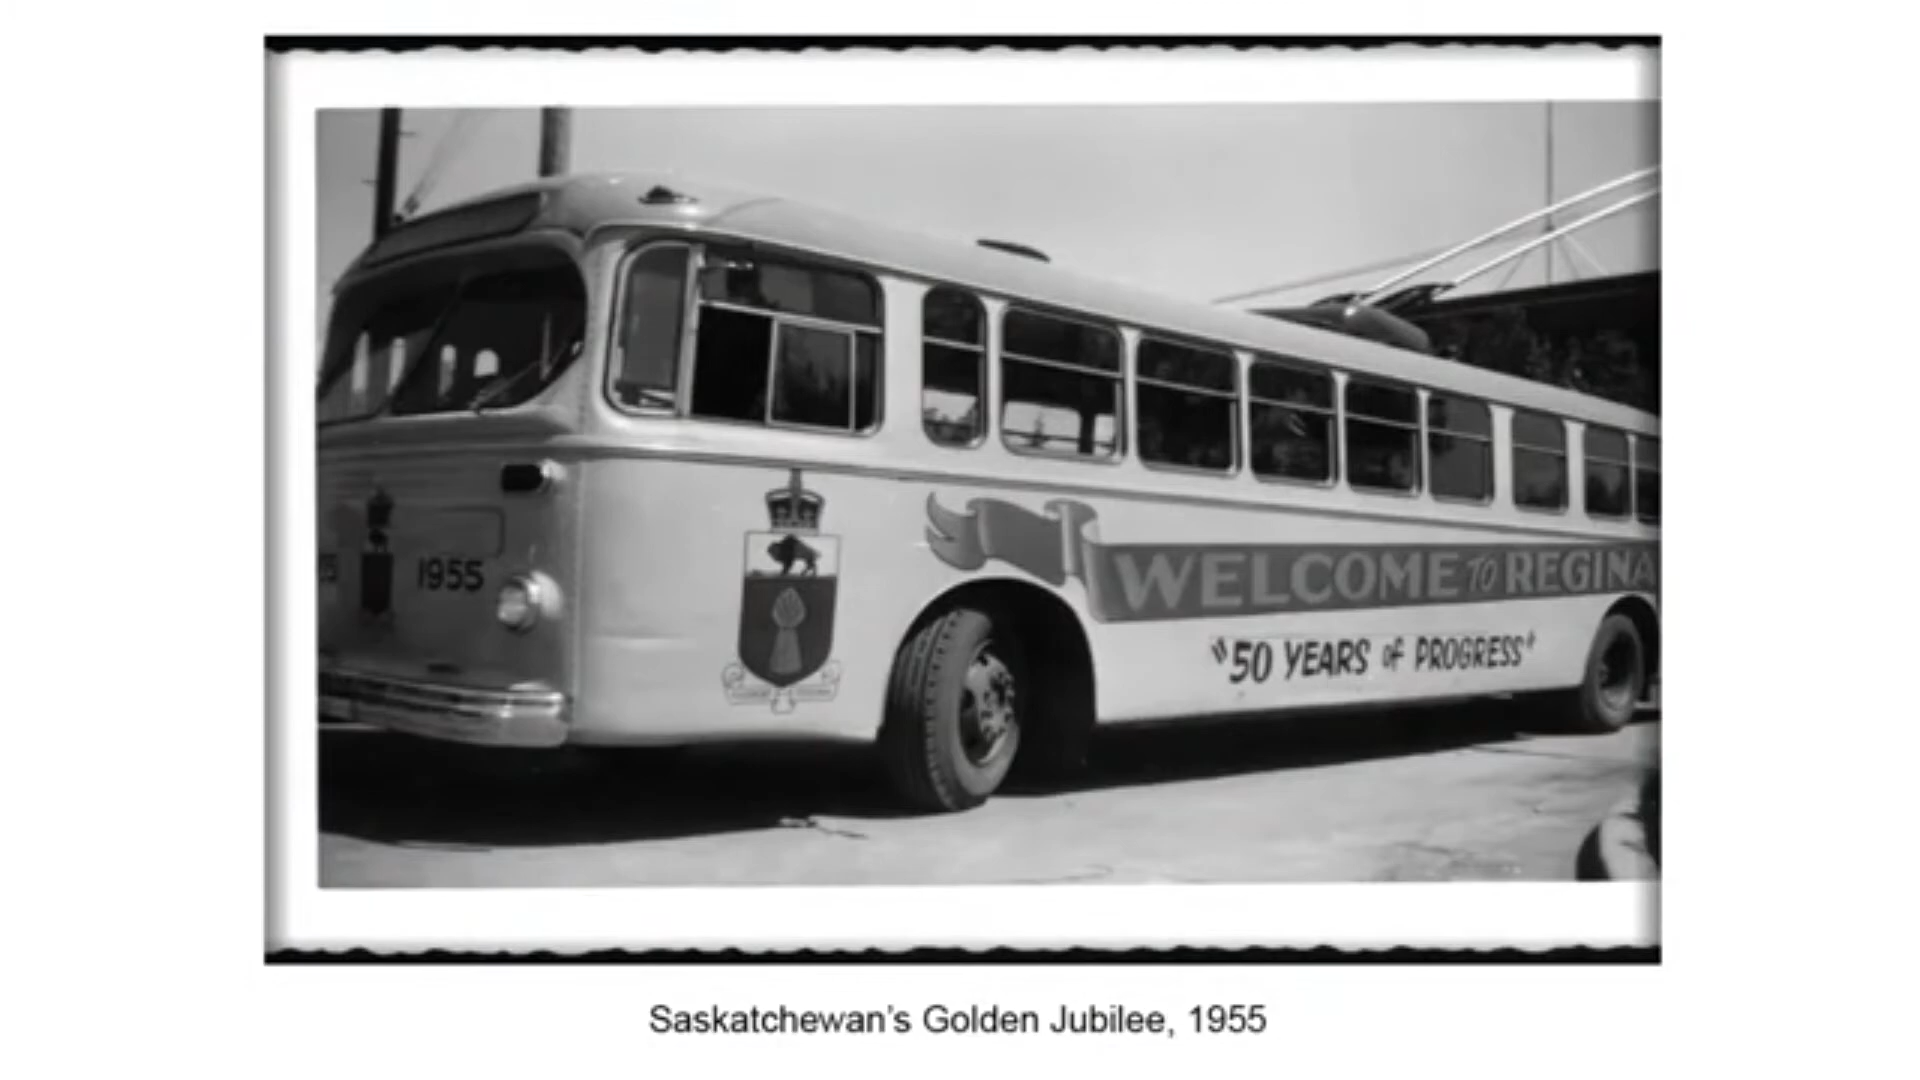 1955
WELCOME TO REGINA
"50 YEARS of PROGRESS"
Saskatchewan's Golden Jubilee, 1955